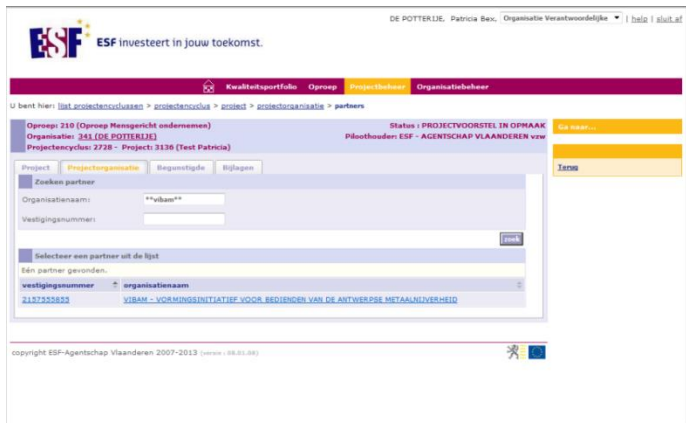 DE POTTERIJE, Patricia Bex, Organisatie Verantwoordelijke | help | sluit af
ESF ESF investeert in jouw toekomst.
Kwaliteitsportfolio Oproep Projectbeheer Organisatiebeheer
U bent hier: lijst projectencyclussen > projectencyclus > project > projectorganisatie > partners
Oproep: 210 (Oproep Mensgericht ondernemen) Status : PROJECTVOORSTEL IN OPMAAK
Organisatie: 341 (DE POTTERIJE) Piloothouder: ESF - AGENTSCHAP VLAANDEREN vzw
Projectencyclus: 2728 - Project: 3136 (Test Patricia)
Ga naar...
Terug
Project Projectorganisatie Begunstigde Bijlagen
Zoeken partner
Organisatienaam: **vibam**
Vestigingsnummer:
zoek
Selecteer een partner uit de lijst
Eén partner gevonden.
vestigingsnummer organisatienaam
2157555855 VIBAM - VORMINGSINITIATIEF VOOR BEDIENDEN VAN DE ANTWERPSE METAALNIJVERHEID
copyright ESF-Agentschap Vlaanderen 2007-2013